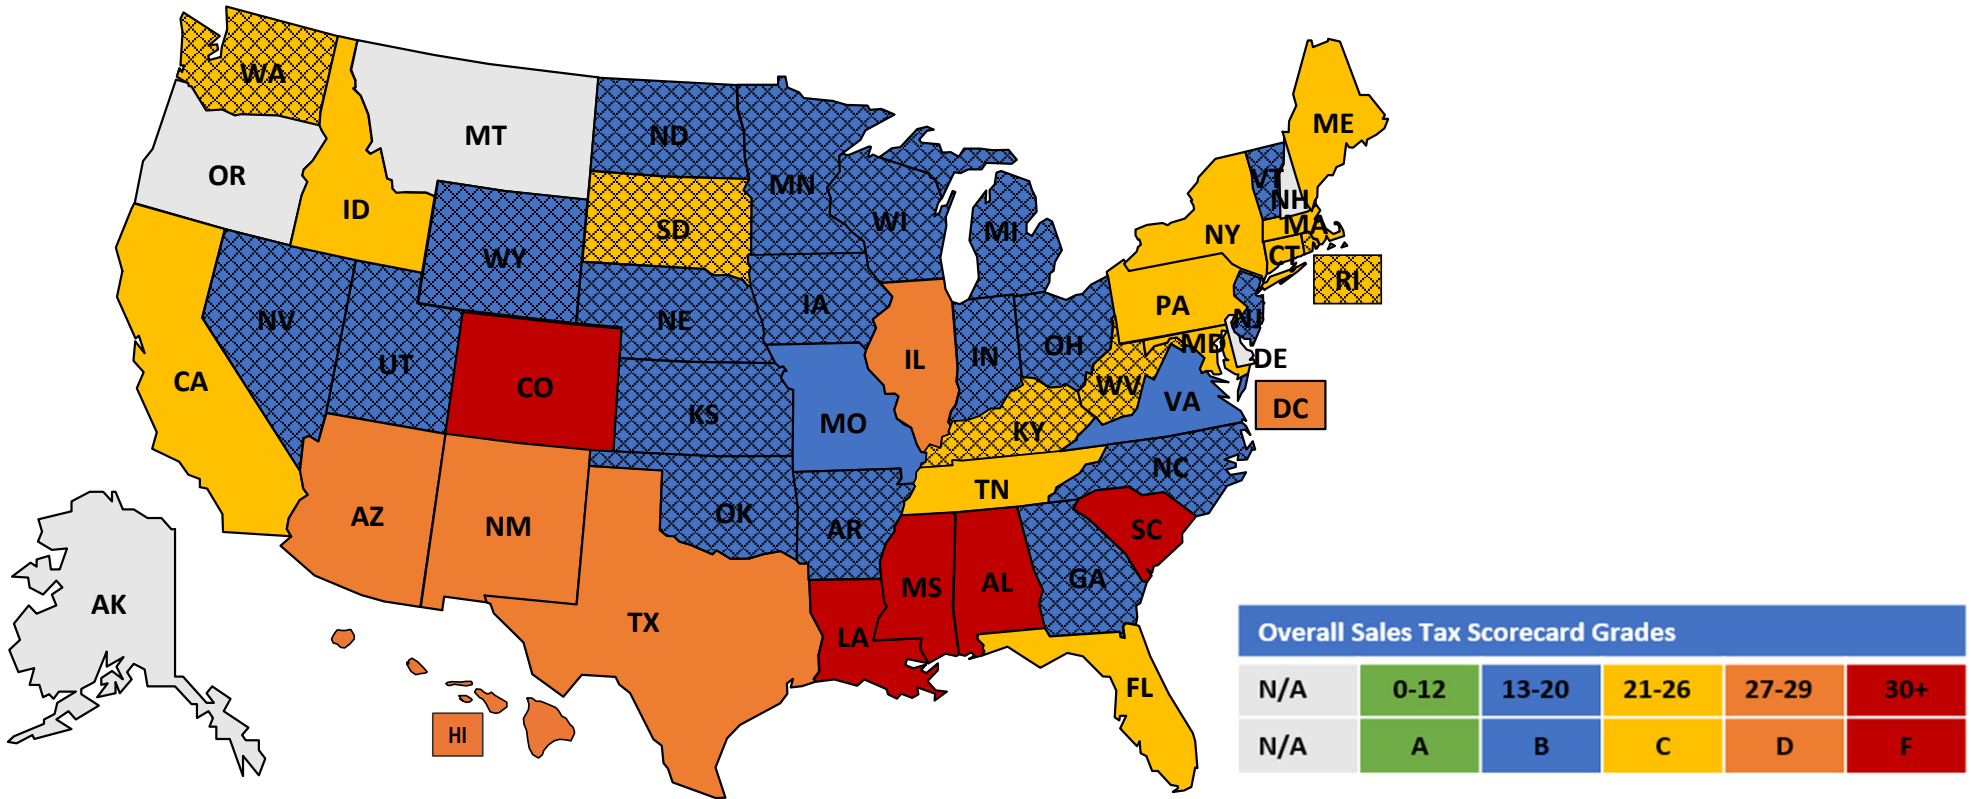 WA
MT
ND
ME
OR
MN
VT
ID
NH
WI
SD
MA
MI
NY
WY
CT
RI
IA
PA
NV
NE
NJ
MD
OH
IN
IL
DE
UT
CA
CO
WV
VA
DC
KS
MO
KY
NC
TN
AZ
OK
NM
AR
SC
GA
AL
MS
AK
TX
LA
FL
HI
Overall Sales Tax Scorecard Grades
N/A 0-12 13-20 21-26 27-29 30+
N/A A B C D F